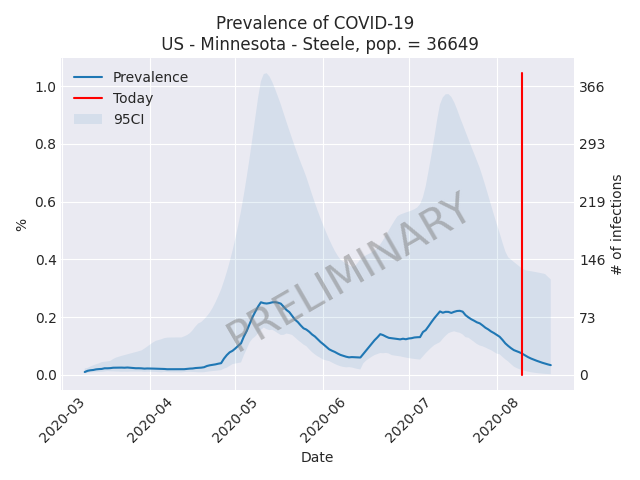 Prevalence of COVID-19
US - Minnesota - Steele, pop. = 36649
Prevalence
Today
95CI
1.0
0.8
0.6
0.4
0.2
0.0
%
366
293
219
146
73
0
# of infections
PRELIMINARY
2020-03
2020-04
2020-05
2020-06
2020-07
2020-08
Date